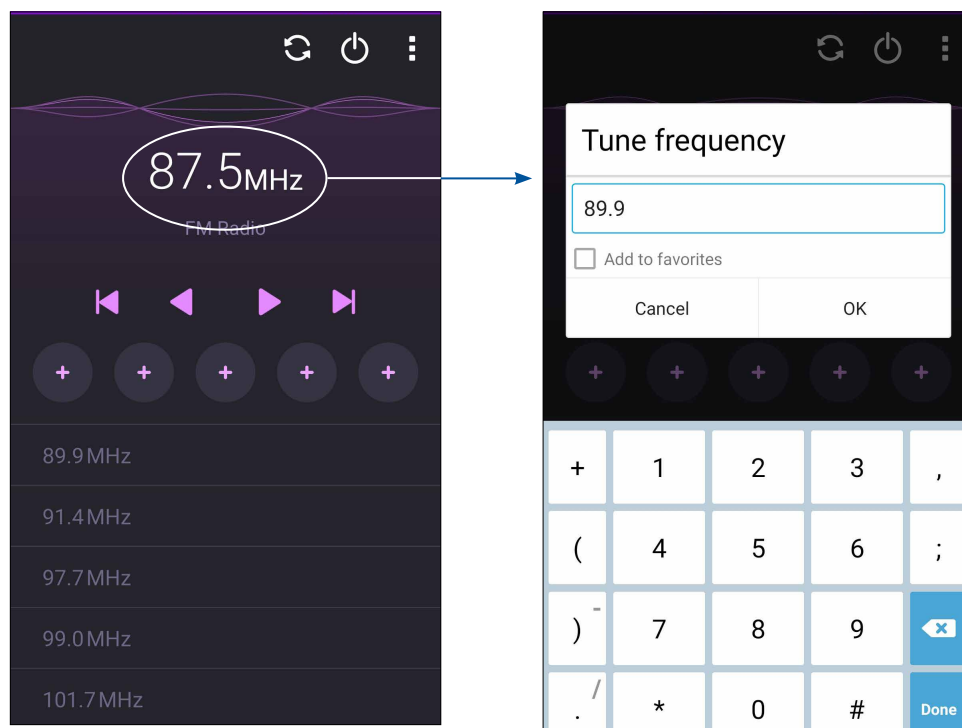 87.5MHz
FM Radio
+ + + + +
89.9MHz
91.4MHz
97.7MHz
99.0MHz
101.7MHz
Tune frequency
89.9
Add to favorites
Cancel OK
+ + + + +
+ 1 2 3 ,
( 4 5 6 ;
) - 7 8 9
. / * 0 # Done